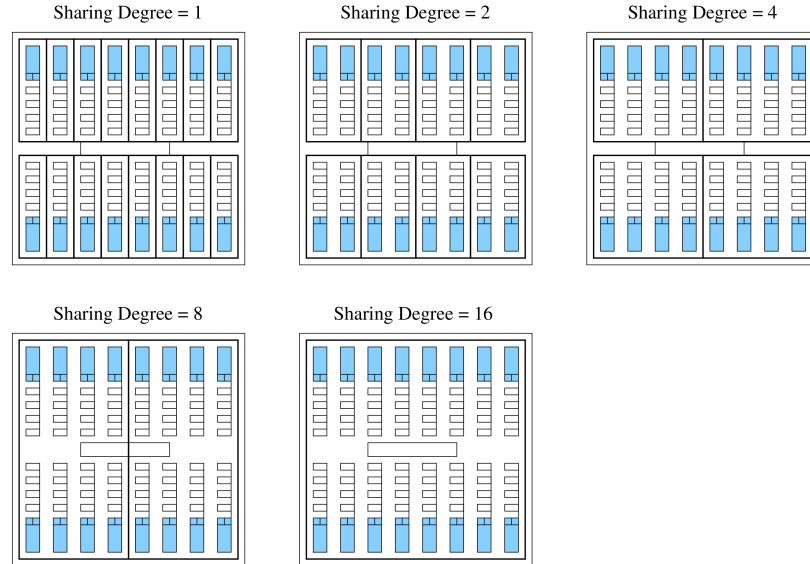 Sharing Degree = 1
Sharing Degree = 2
Sharing Degree = 4
Sharing Degree = 8
Sharing Degree = 16